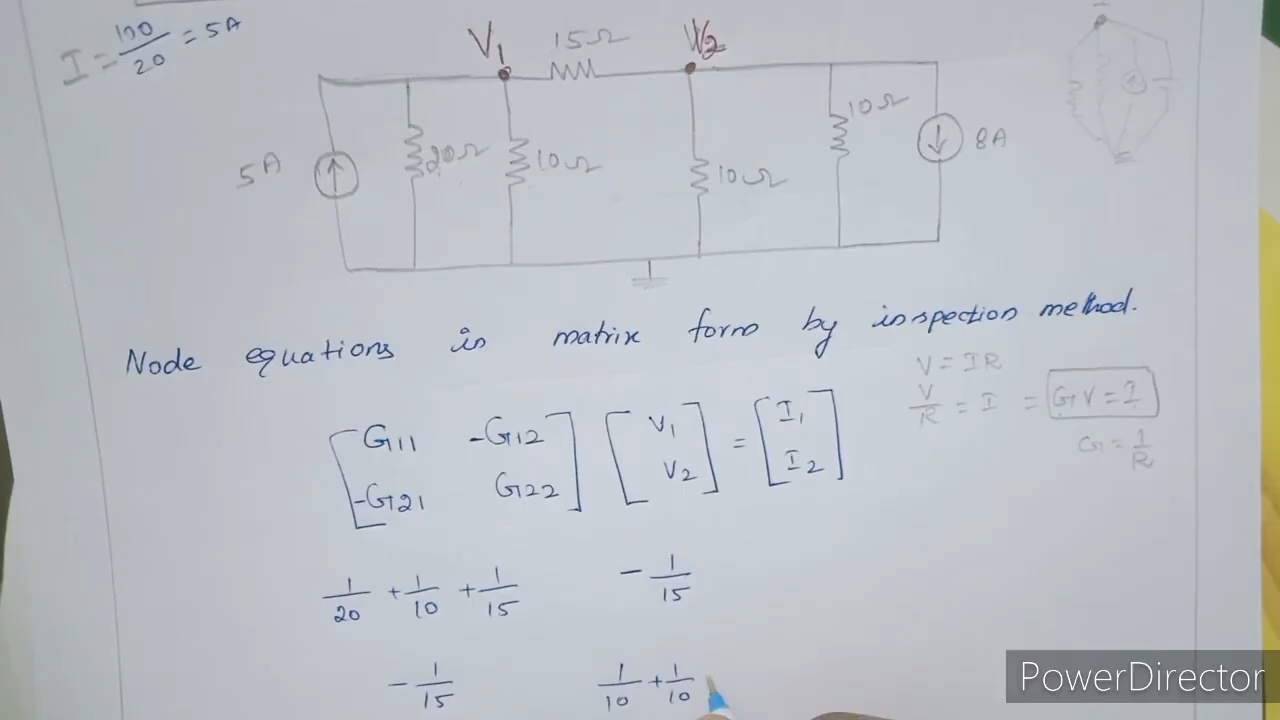 I = 100/20 = 5A
V1 15Ω V2
5A 20Ω 10Ω 10Ω 10Ω 8A
Node equations in matrix form by inspection method.
V = IR
V/R = I = GV = I
G = 1/R
[G11 -G12 -G21 G22] [V1 V2] = [I1 I2]
1/20 + 1/10 + 1/15 - 1/15
- 1/15 1/10 + 1/10
PowerDirector